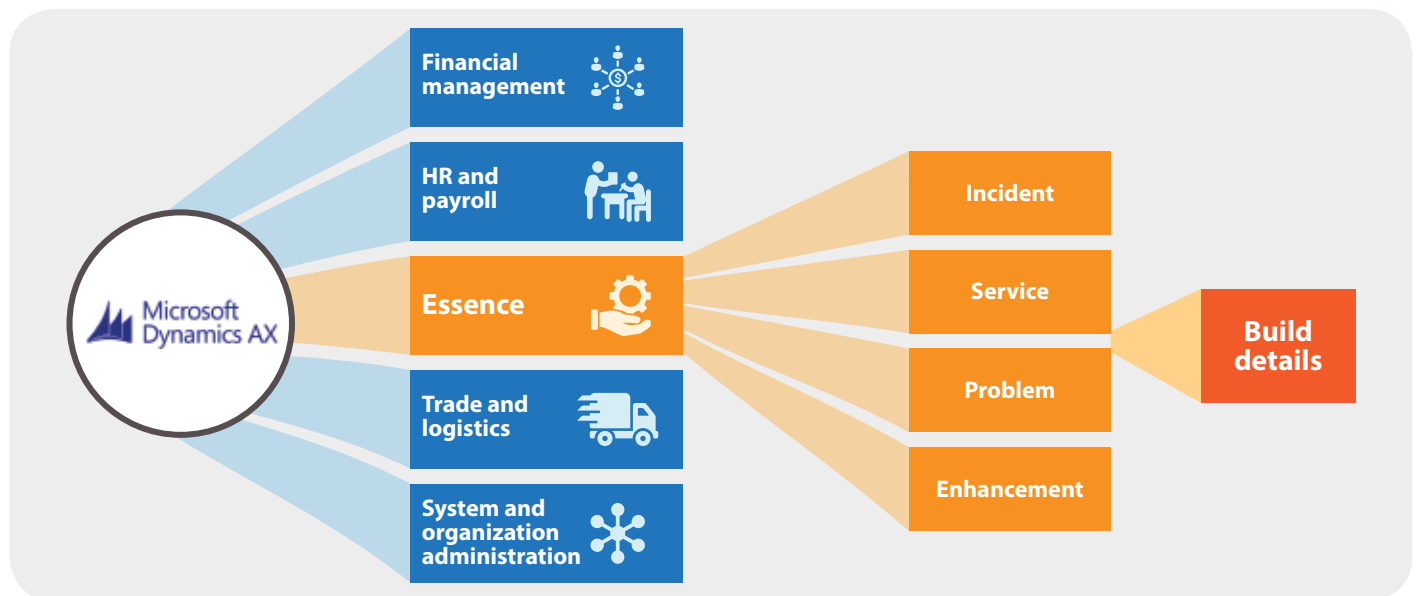 Microsoft
Dynamics AX
Financial
management
HR and
payroll
Essence
Trade and
logistics
System and
organization
administration
Incident
Service
Problem
Enhancement
Build
details